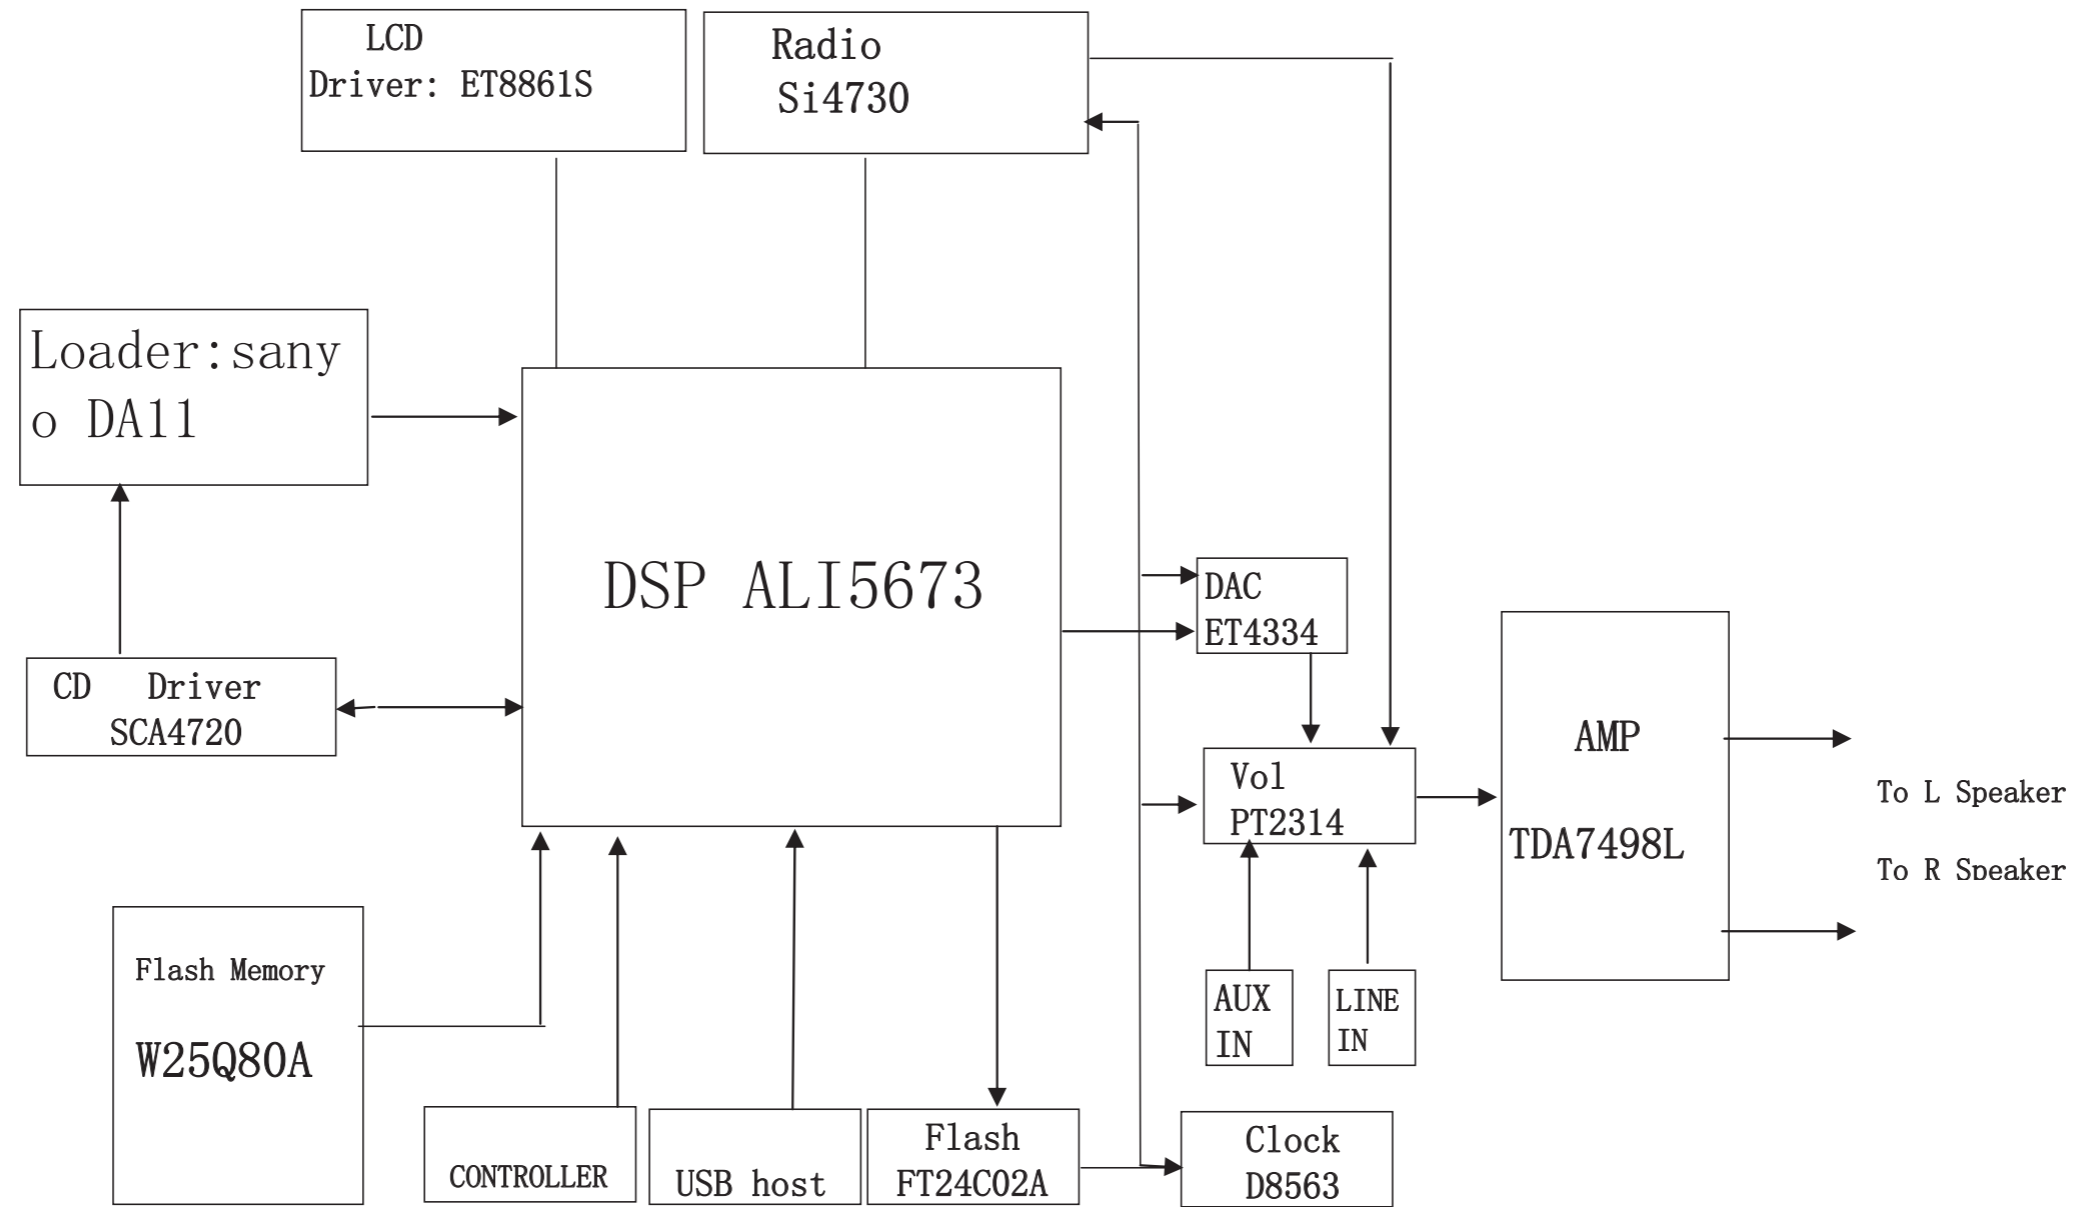 LCD
Driver: ET8861S
Radio
Si4730
Loader:sany
o DA11
DSP ALI5673
DAC
ET4334
CD Driver
SCA4720
Vol
PT2314
AMP
TDA7498L
To L Speaker
To R Speaker
Flash Memory
W25Q80A
AUX
IN
LINE
IN
CONTROLLER
USB host
Flash
FT24C02A
Clock
D8563